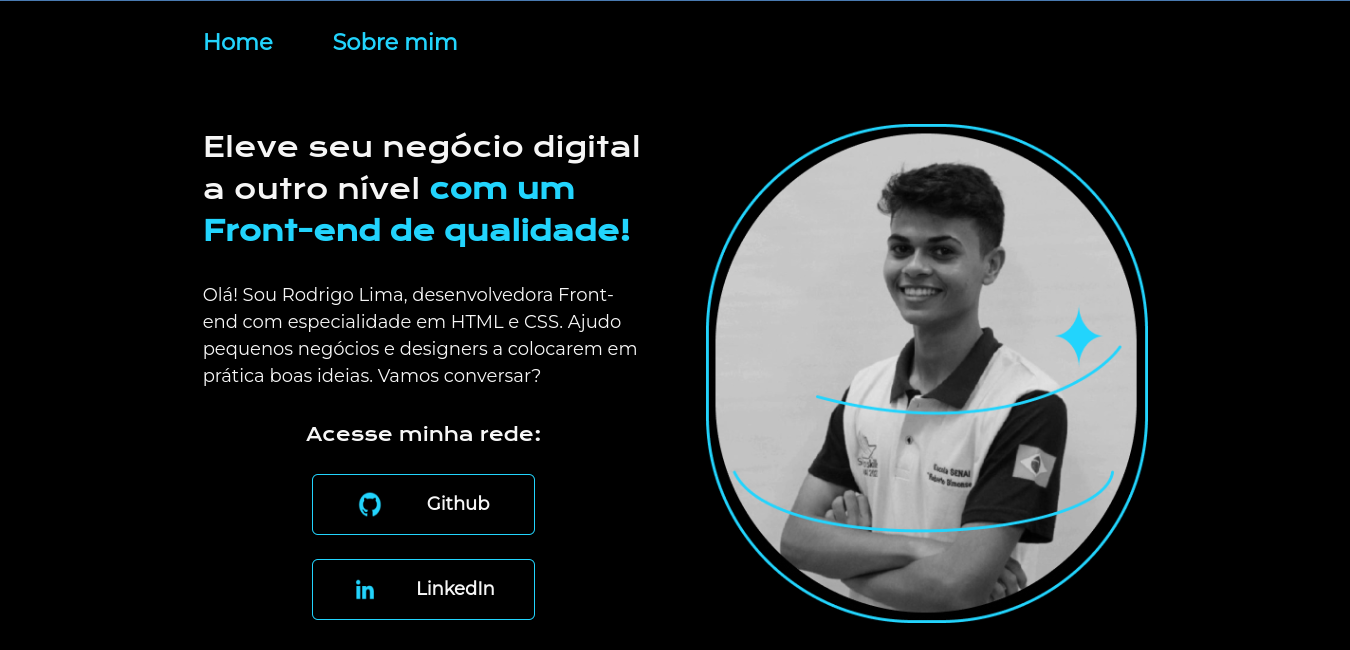 Home Sobre mim
Eleve seu negócio digital
a outro nível com um
Front-end de qualidade!
Olá! Sou Rodrigo Lima, desenvolvedora Front-
end com especialidade em HTML e CSS. Ajudo
pequenos negócios e designers a colocarem em
prática boas ideias. Vamos conversar?
Acesse minha rede:
Github
LinkedIn
Escola SENAI